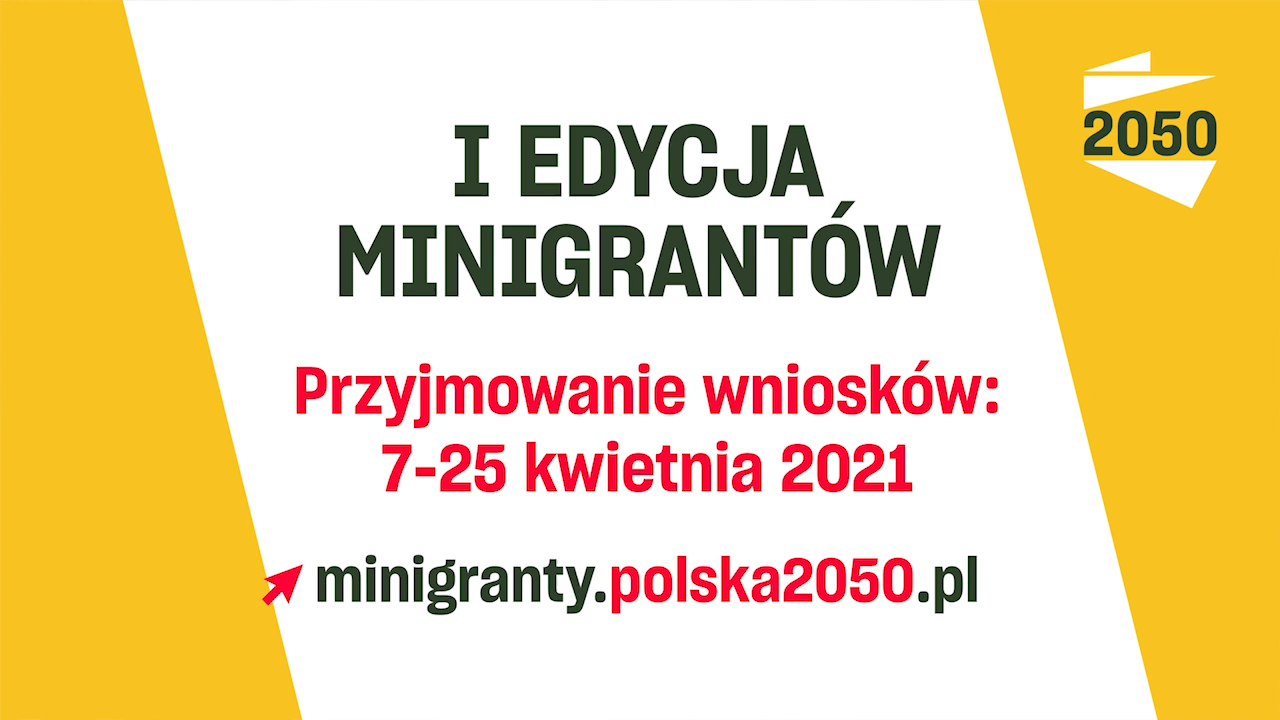 I EDYCJA
MINIGRANTÓW
Przyjmowanie wniosków:
7-25 kwietnia 2021
minigranty.polska2050.pl
2050